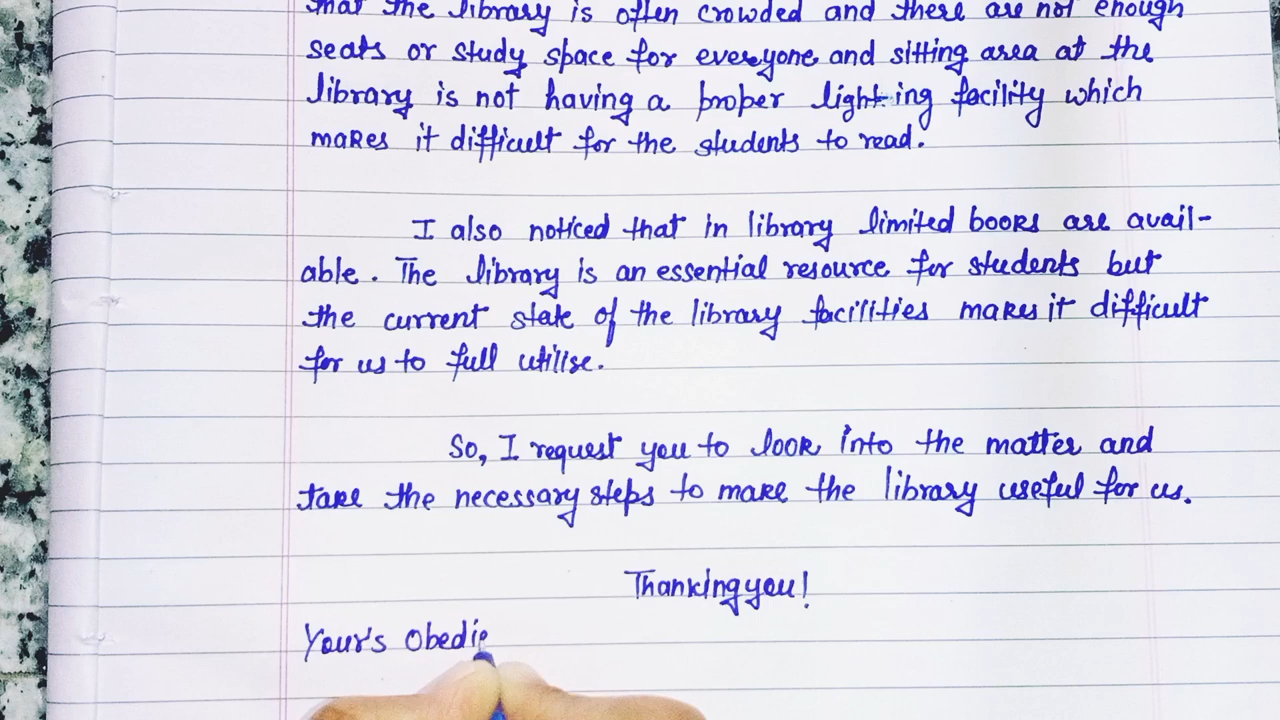 that the library is often crowded and there are not enough
seats or study space for everyone and sitting area at the
library is not having a proper lighting facility which
makes it difficult for the students to read.
I also noticed that in library limited books are avail-
able. The library is an essential resource for students but
the current state of the library facilities makes it difficult
for us to full utilise.
So, I request you to look into the matter and
take the necessary steps to make the library useful for us.
Thanking you!
Your's Obedie